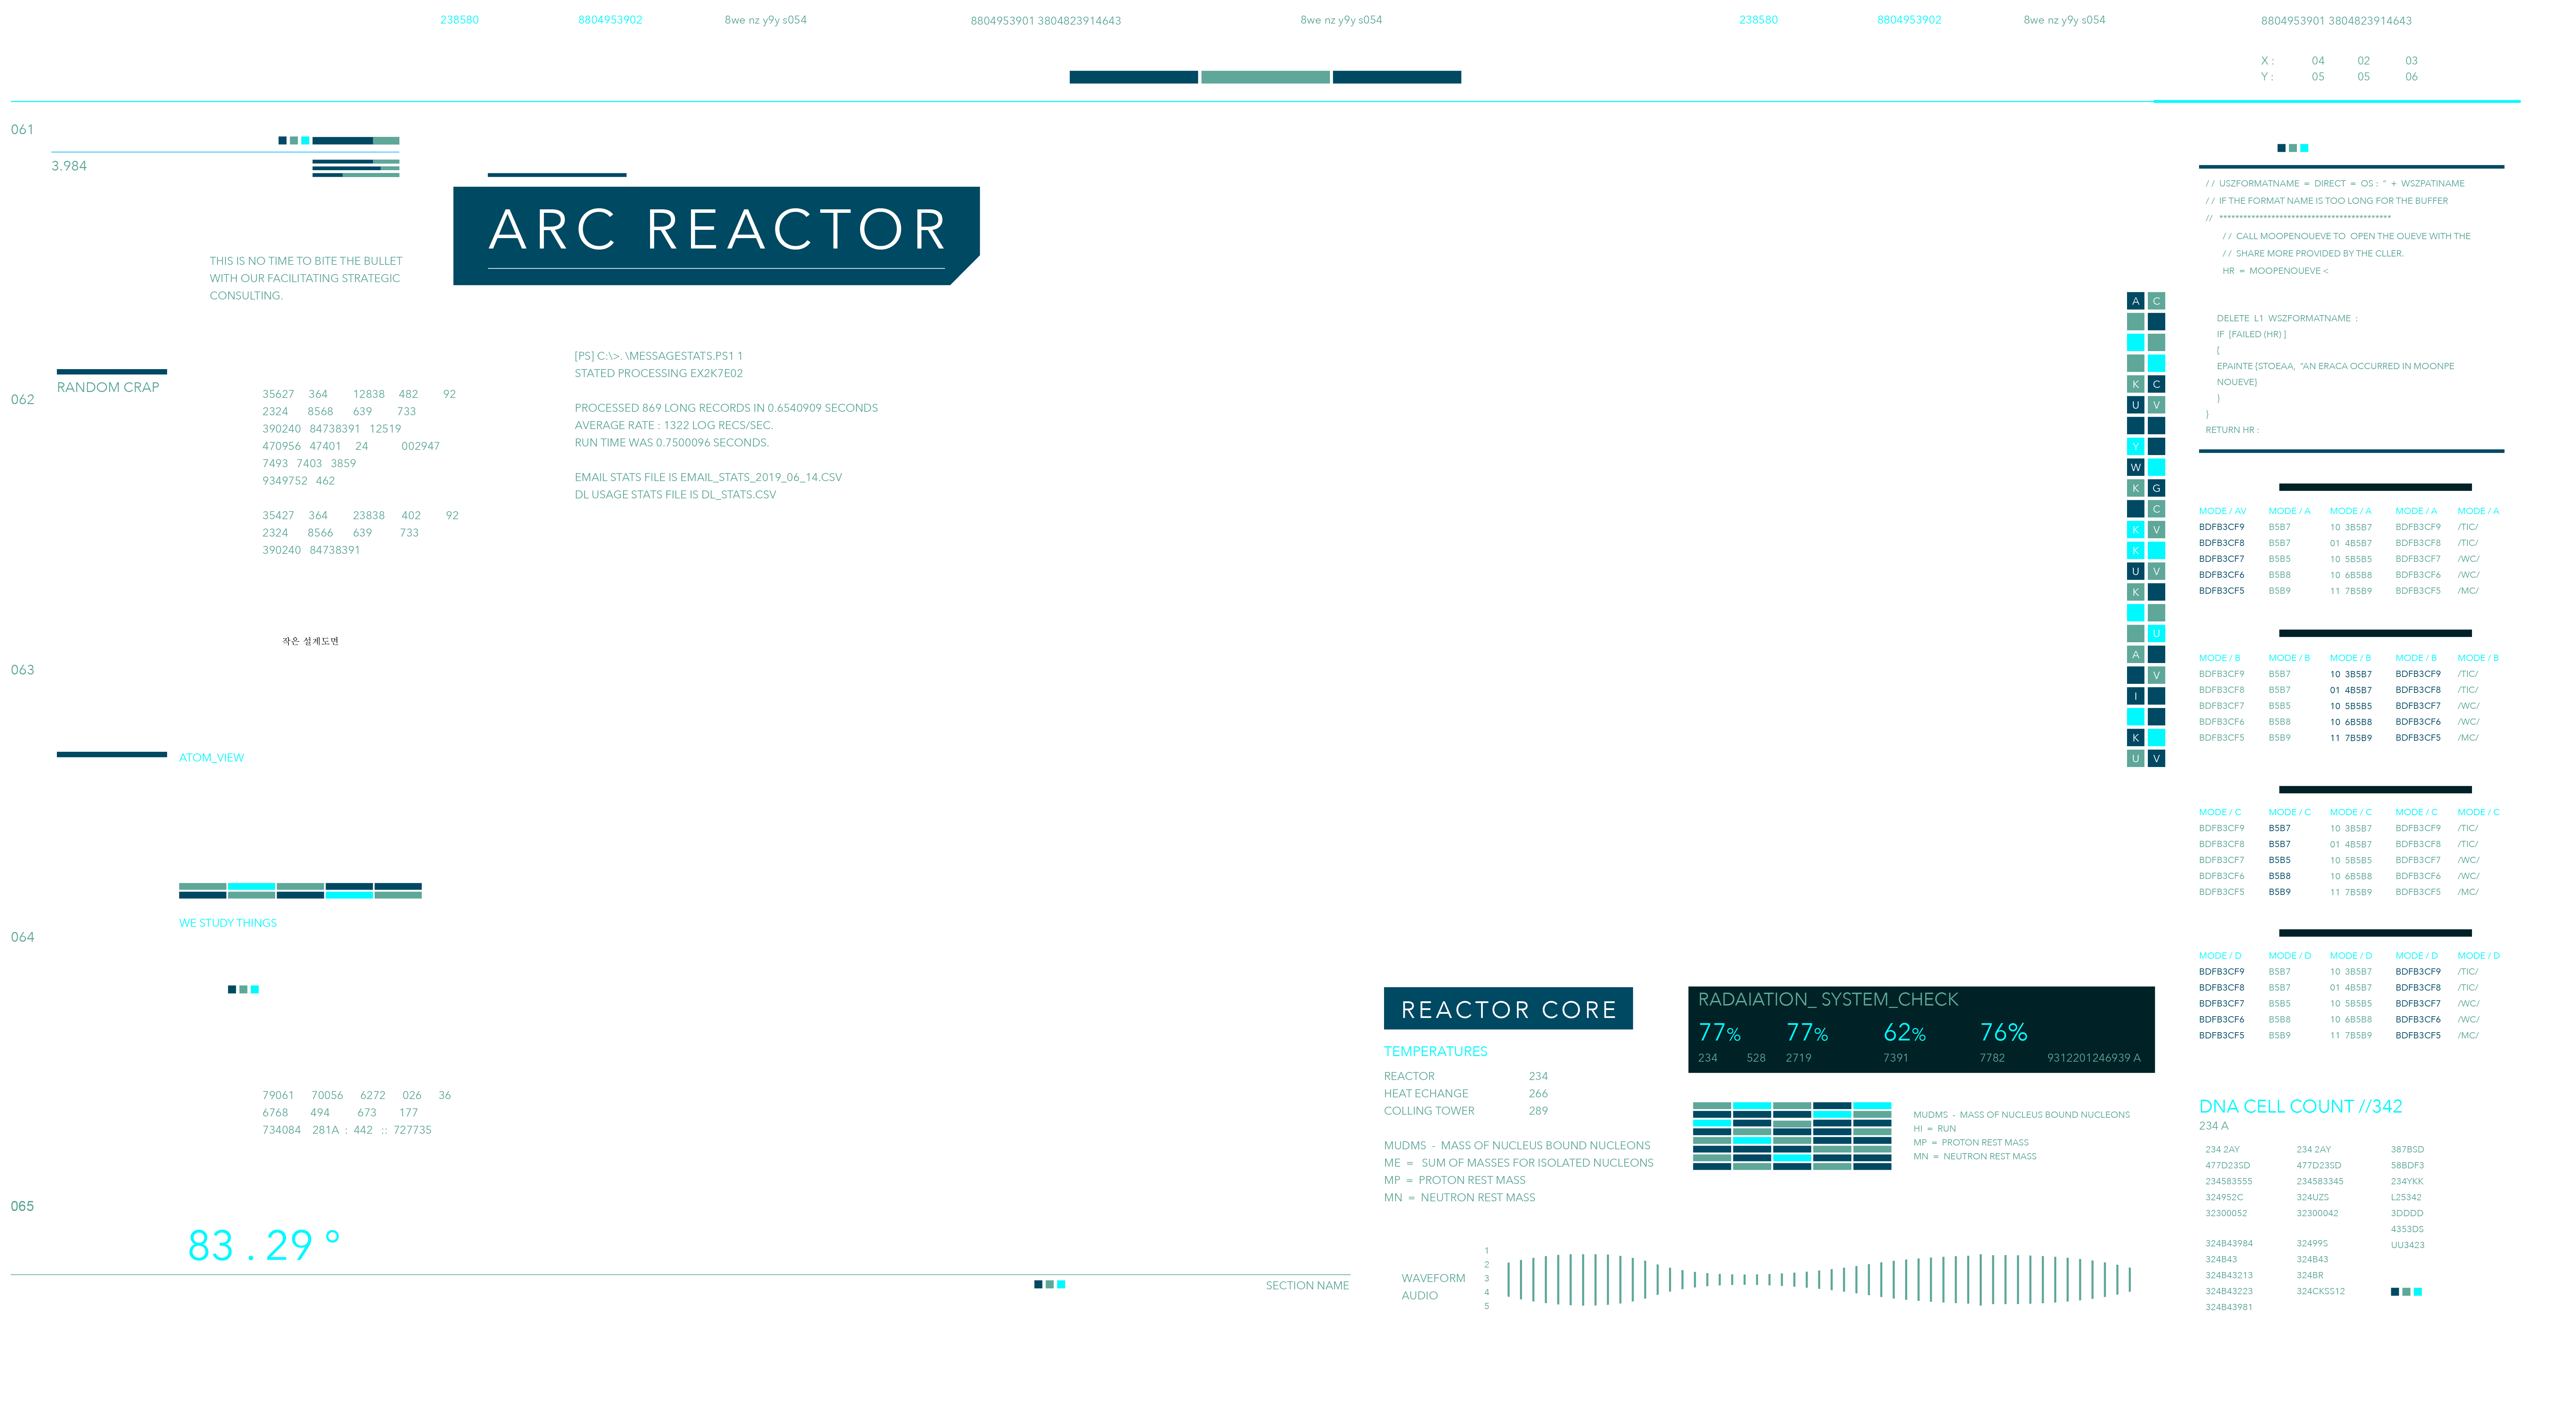 238580 8804953902 8we nz y9y s054 8804953901 3804823914643 8we nz y9y s054 238580 8804953902 8we nz y9y s054 8804953901 3804823914643
X : 04 02 03
Y : 05 05 06
061
3.984
ARC REACTOR
THIS IS NO TIME TO BITE THE BULLET
WITH OUR FACILITATING STRATEGIC
CONSULTING.
[PS] C:\>. \MESSAGESTATS.PS1 1
STATED PROCESSING EX2K7E02
PROCESSED 869 LONG RECORDS IN 0.6540909 SECONDS
AVERAGE RATE : 1322 LOG RECS/SEC.
RUN TIME WAS 0.7500096 SECONDS.
EMAIL STATS FILE IS EMAIL_STATS_2019_06_14.CSV
DL USAGE STATS FILE IS DL_STATS.CSV
RANDOM CRAP
062
35627 364 12838 482 92
2324 8568 639 733
390240 84738391 12519
470956 47401 24 002947
7493 7403 3859
9349752 462
35427 364 23838 402 92
2324 8566 639 733
390240 84738391
작은 설계도면
063
ATOM_VIEW
WE STUDY THINGS
064
79061 70056 6272 026 36
6768 494 673 177
734084 281A : 442 :: 727735
065
83 . 29 °
SECTION NAME
REACTOR CORE
TEMPERATURES
REACTOR 234
HEAT ECHANGE 266
COLLING TOWER 289
MUDMS - MASS OF NUCLEUS BOUND NUCLEONS
ME = SUM OF MASSES FOR ISOLATED NUCLEONS
MP = PROTON REST MASS
MN = NEUTRON REST MASS
WAVEFORM
AUDIO
1
2
3
4
5
RADAIATION_ SYSTEM_CHECK
77% 77% 62% 76%
234 528 2719 7391 7782 9312201246939 A
MUDMS - MASS OF NUCLEUS BOUND NUCLEONS
HI = RUN
MP = PROTON REST MASS
MN = NEUTRON REST MASS
A C
K C
U V
Y
W
K G
C
K V
K
U V
K
U
A
V
I
K
U V
// USZFORMATNAME = DIRECT = OS : " + WSZPATINAME
// IF THE FORMAT NAME IS TOO LONG FOR THE BUFFER
// *******************************************
// CALL MOOPENOUEVE TO OPEN THE OUEVE WITH THE
// SHARE MORE PROVIDED BY THE CLLER.
HR = MOOPENOUEVE <
DELETE L1 WSZFORMATNAME :
IF [FAILED (HR) ]
{
EPAINTE {STOEAA, "AN ERACA OCCURRED IN MOONPE
NOUEVE}
}
}
RETURN HR :
MODE / AV MODE / A MODE / A MODE / A MODE / A
BDFB3CF9 B5B7 10 3B5B7 BDFB3CF9 /TIC/
BDFB3CF8 B5B7 01 4B5B7 BDFB3CF8 /TIC/
BDFB3CF7 B5B5 10 5B5B5 BDFB3CF7 /WC/
BDFB3CF6 B5B8 10 6B5B8 BDFB3CF6 /WC/
BDFB3CF5 B5B9 11 7B5B9 BDFB3CF5 /MC/
MODE / B MODE / B MODE / B MODE / B MODE / B
BDFB3CF9 B5B7 10 3B5B7 BDFB3CF9 /TIC/
BDFB3CF8 B5B7 01 4B5B7 BDFB3CF8 /TIC/
BDFB3CF7 B5B5 10 5B5B5 BDFB3CF7 /WC/
BDFB3CF6 B5B8 10 6B5B8 BDFB3CF6 /WC/
BDFB3CF5 B5B9 11 7B5B9 BDFB3CF5 /MC/
MODE / C MODE / C MODE / C MODE / C MODE / C
BDFB3CF9 B5B7 10 3B5B7 BDFB3CF9 /TIC/
BDFB3CF8 B5B7 01 4B5B7 BDFB3CF8 /TIC/
BDFB3CF7 B5B5 10 5B5B5 BDFB3CF7 /WC/
BDFB3CF6 B5B8 10 6B5B8 BDFB3CF6 /WC/
BDFB3CF5 B5B9 11 7B5B9 BDFB3CF5 /MC/
MODE / D MODE / D MODE / D MODE / D MODE / D
BDFB3CF9 B5B7 10 3B5B7 BDFB3CF9 /TIC/
BDFB3CF8 B5B7 01 4B5B7 BDFB3CF8 /TIC/
BDFB3CF7 B5B5 10 5B5B5 BDFB3CF7 /WC/
BDFB3CF6 B5B8 10 6B5B8 BDFB3CF6 /WC/
BDFB3CF5 B5B9 11 7B5B9 BDFB3CF5 /MC/
DNA CELL COUNT //342
234 A
234 2AY 234 2AY 387BSD
477D23SD 477D23SD 58BDF3
234583555 234583345 234YKK
324952C 324UZS L25342
32300052 32300042 3DDDD
4353DS
324B43984 32499S UU3423
324B43 324B43
324B43213 324BR
324B43223 324CKSS12
324B43981